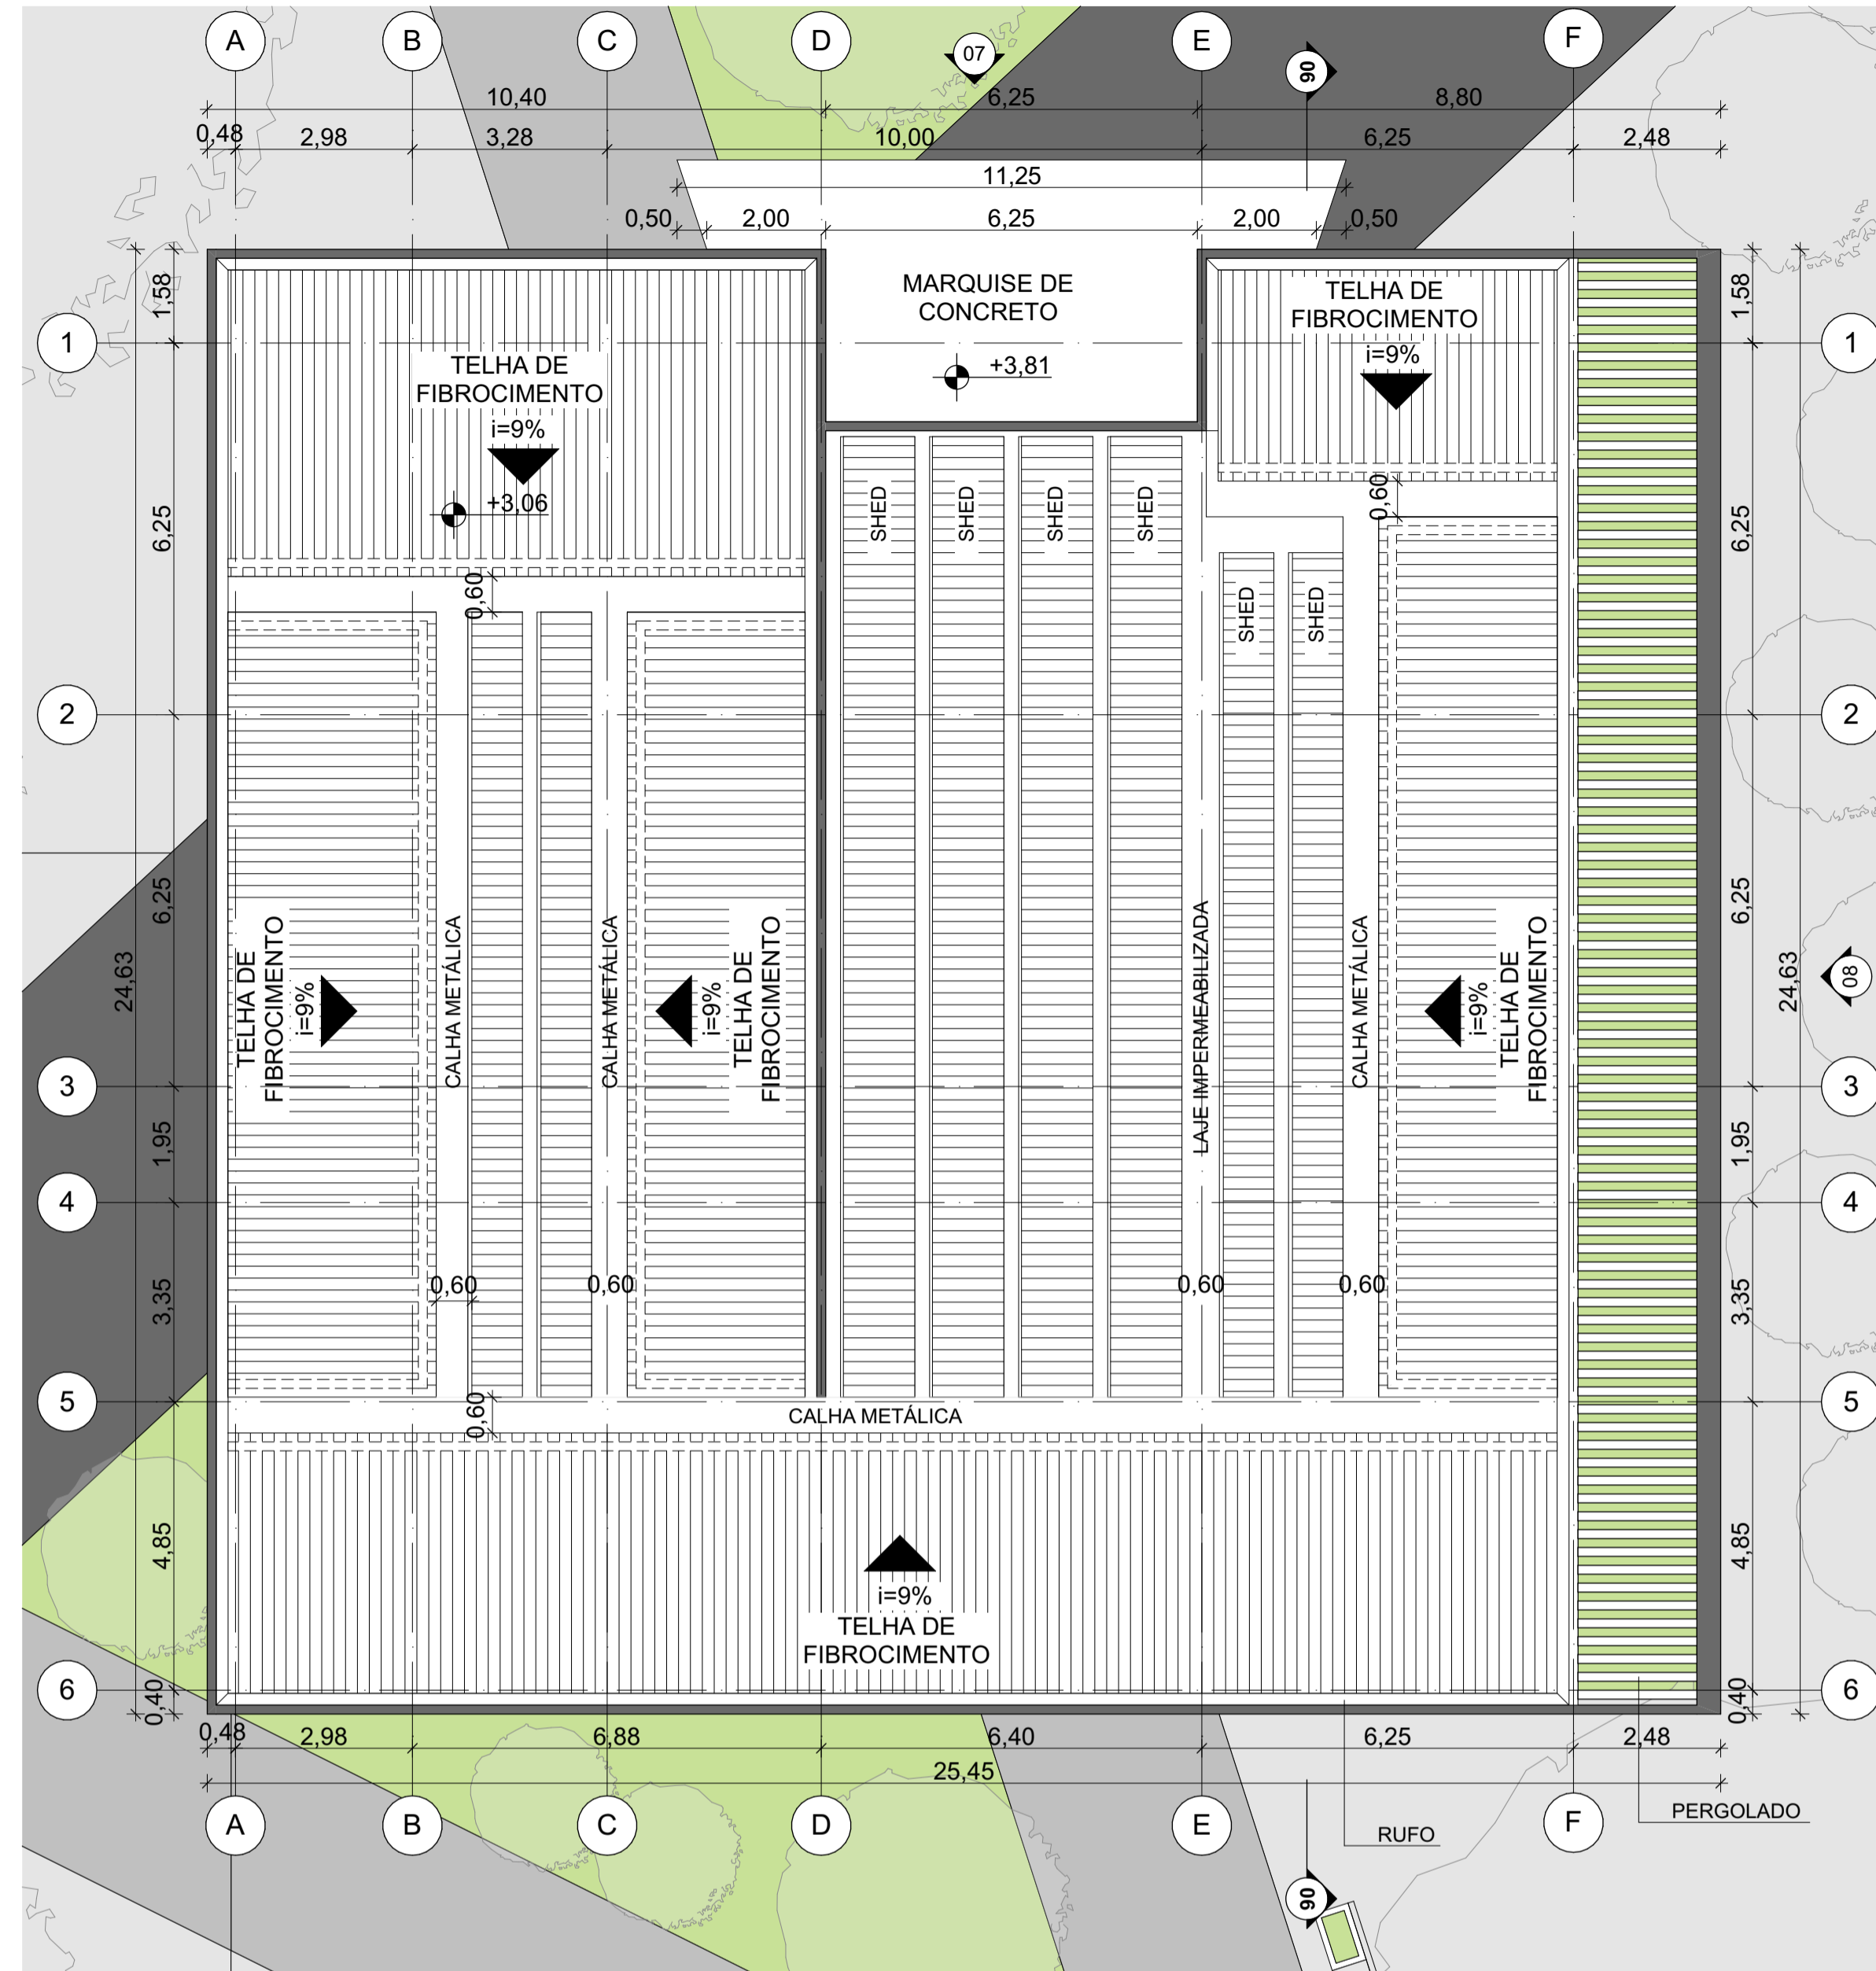 A B C D E F
07
06
10,40 6,25 8,80
0,48 2,98 3,28 10,00 6,25 2,48
11,25
0,50 2,00 6,25 2,00 0,50
MARQUISE DE
CONCRETO
+3,81
TELHA DE
FIBROCIMENTO
i=9%
TELHA DE
FIBROCIMENTO
i=9%
+3,06
1,58
1,58
1
1
6,25
6,25
0,60
0,60
SHED
SHED
SHED
SHED
SHED
SHED
2
2
6,25
6,25
24,63
24,63
08
TELHA DE
FIBROCIMENTO
i=9%
CALHA METÁLICA
CALHA METÁLICA
i=9%
TELHA DE
FIBROCIMENTO
LAJE IMPERMEABILIZADA
CALHA METÁLICA
i=9%
TELHA DE
FIBROCIMENTO
3
3
1,95
1,95
4
4
3,35
3,35
0,60 0,60 0,60 0,60
5
5
0,60
CALHA METÁLICA
4,85
4,85
i=9%
TELHA DE
FIBROCIMENTO
6
6
0,40
0,40
0,48 2,98 6,88 6,40 6,25 2,48
25,45
A B C D E F
RUFO
PERGOLADO
06